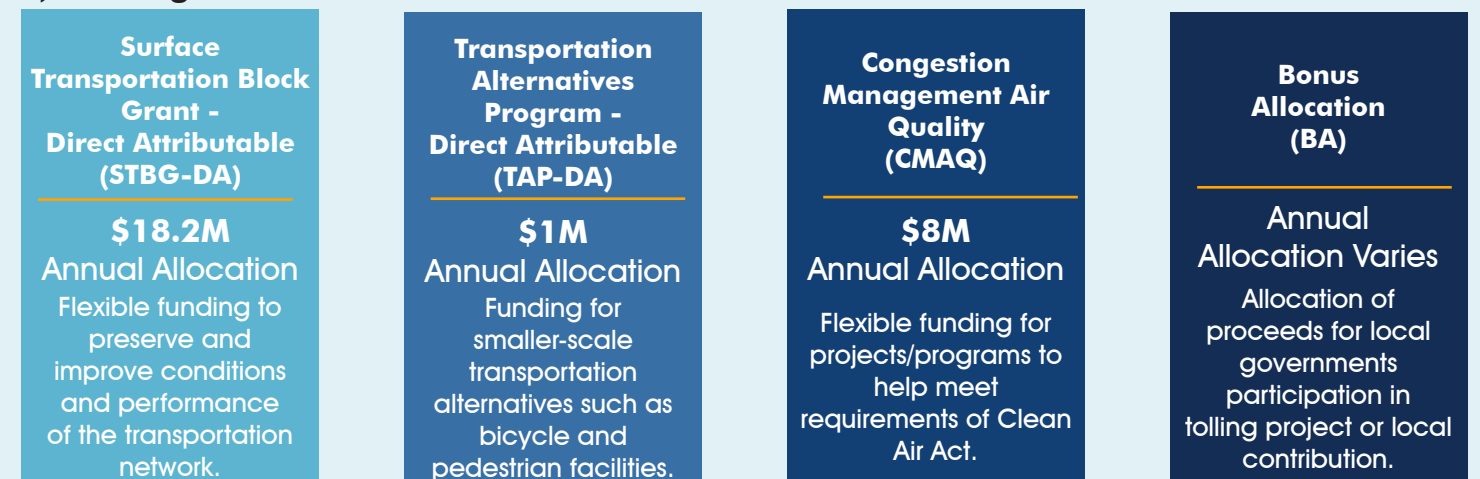 Surface
Transportation Block
Grant -
Direct Attributable
(STBG-DA)
$18.2M
Annual Allocation
Flexible funding to
preserve and
improve conditions
and performance
of the transportation
network.
Transportation
Alternatives
Program -
Direct Attributable
(TAP-DA)
$1M
Annual Allocation
Funding for
smaller-scale
transportation
alternatives such as
bicycle and
pedestrian facilities.
Congestion
Management Air
Quality
(CMAQ)
$8M
Annual Allocation
Flexible funding for
projects/programs to
help meet
requirements of Clean
Air Act.
Bonus
Allocation
(BA)
Annual
Allocation Varies
Allocation of
proceeds for local
governments
participation in
tolling project or local
contribution.